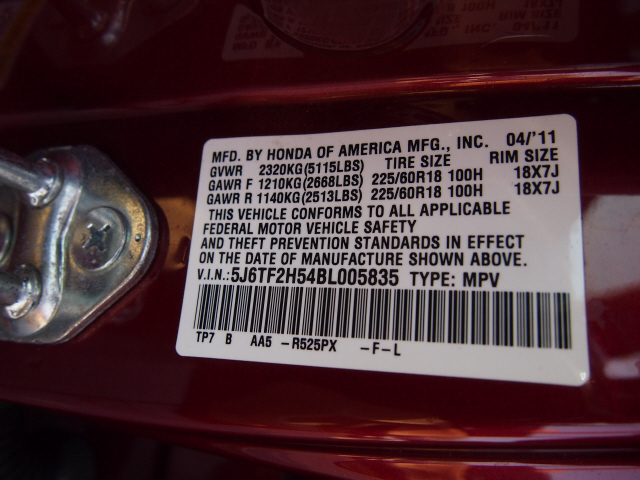 MFD. BY HONDA OF AMERICA MFG., INC. 04/'11
GVWR 2320KG(5115LBS) TIRE SIZE RIM SIZE
GAWR F 1210KG(2668LBS) 225/60R18 100H 18X7J
GAWR R 1140KG(2513LBS) 225/60R18 100H 18X7J
THIS VEHICLE CONFORMS TO ALL APPLICABLE
FEDERAL MOTOR VEHICLE SAFETY
AND THEFT PREVENTION STANDARDS IN EFFECT
ON THE DATE OF MANUFACTURE SHOWN ABOVE.
V.I.N.:5J6TF2H54BL005835 TYPE: MPV
TP7 B AA5 -R525PX -F-L